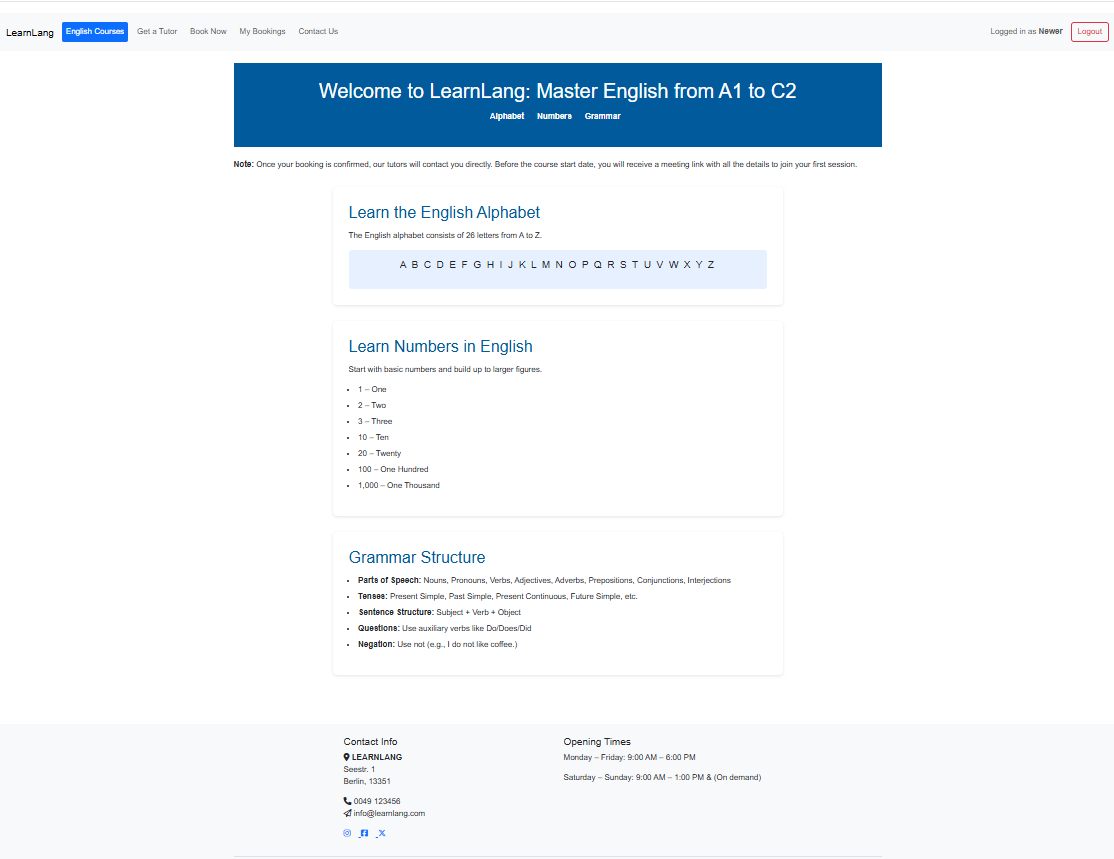 LearnLang English Courses Get a Tutor Book Now My Bookings Contact Us Logged in as Newer Logout
Welcome to LearnLang: Master English from A1 to C2
Alphabet Numbers Grammar
Note: Once your booking is confirmed, our tutors will contact you directly. Before the course start date, you will receive a meeting link with all the details to join your first session.
Learn the English Alphabet
The English alphabet consists of 26 letters from A to Z.
A B C D E F G H I J K L M N O P Q R S T U V W X Y Z
Learn Numbers in English
Start with basic numbers and build up to larger figures.
• 1 – One
• 2 – Two
• 3 – Three
• 10 – Ten
• 20 – Twenty
• 100 – One Hundred
• 1,000 – One Thousand
Grammar Structure
• Parts of Speech: Nouns, Pronouns, Verbs, Adjectives, Adverbs, Prepositions, Conjunctions, Interjections
• Tenses: Present Simple, Past Simple, Present Continuous, Future Simple, etc.
• Sentence Structure: Subject + Verb + Object
• Questions: Use auxiliary verbs like Do/Does/Did
• Negation: Use not (e.g., I do not like coffee.)
Contact Info
LEARNLANG
Seestr. 1
Berlin, 13351
0049 123456
info@learnlang.com
Opening Times
Monday – Friday: 9:00 AM – 6:00 PM
Saturday – Sunday: 9:00 AM – 1:00 PM & (On demand)